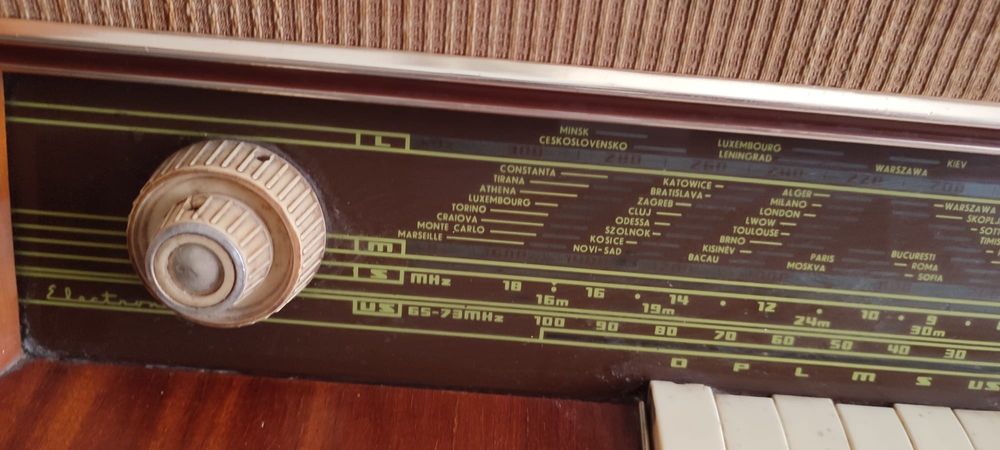 L
MINSK
CESKOSLOVENSKO
LUXEMBOURG
LENINGRAD
WARSZAWA
KIEV
280 260
CONSTANTA
TIRANA
ATHENA
LUXEMBOURG
TORINO
CRAIOVA
MONTE CARLO
MARSEILLE
KATOWICE
BRATISLAVA
ZAGREB
CLUJ
ODESSA
SZOLNOK
KOSICE
NOVI-SAD
ALGER
MILANO
LONDON
LWOW
TOULOUSE
BRNO
KISINEV
BACAU
PARIS
MOSKVA
WARSZAWA
BUCURESTI
ROMA
SOFIA
M
S MHz 18 16 14 12 10 9
16m 19m 24m 30m
US 65-73MHz 100 90 80 70 60 50 40 30
O P L M S US